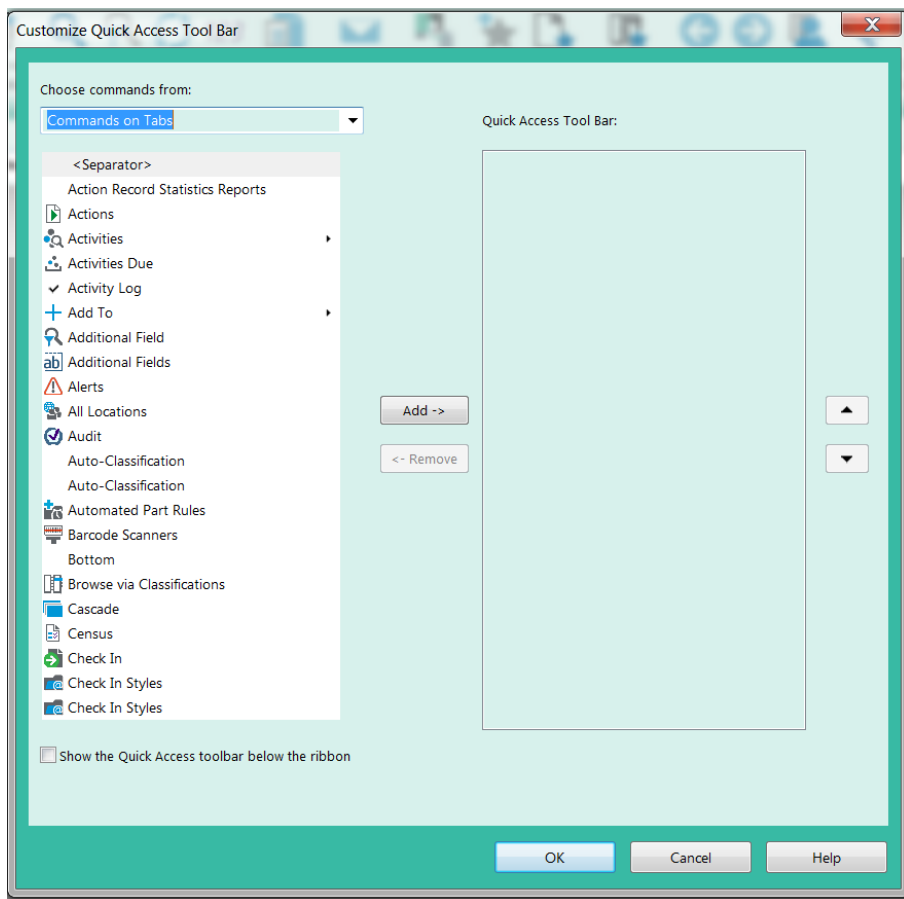 Customize Quick Access Tool Bar
Choose commands from:
Commands on Tabs
Quick Access Tool Bar:
<Separator>
Action Record Statistics Reports
Actions
Activities
Activities Due
Activity Log
Add To
Additional Field
ab Additional Fields
Alerts
All Locations
Audit
Auto-Classification
Auto-Classification
Automated Part Rules
Barcode Scanners
Bottom
Browse via Classifications
Cascade
Census
Check In
Check In Styles
Check In Styles
Add ->
<- Remove
Show the Quick Access toolbar below the ribbon
OK
Cancel
Help